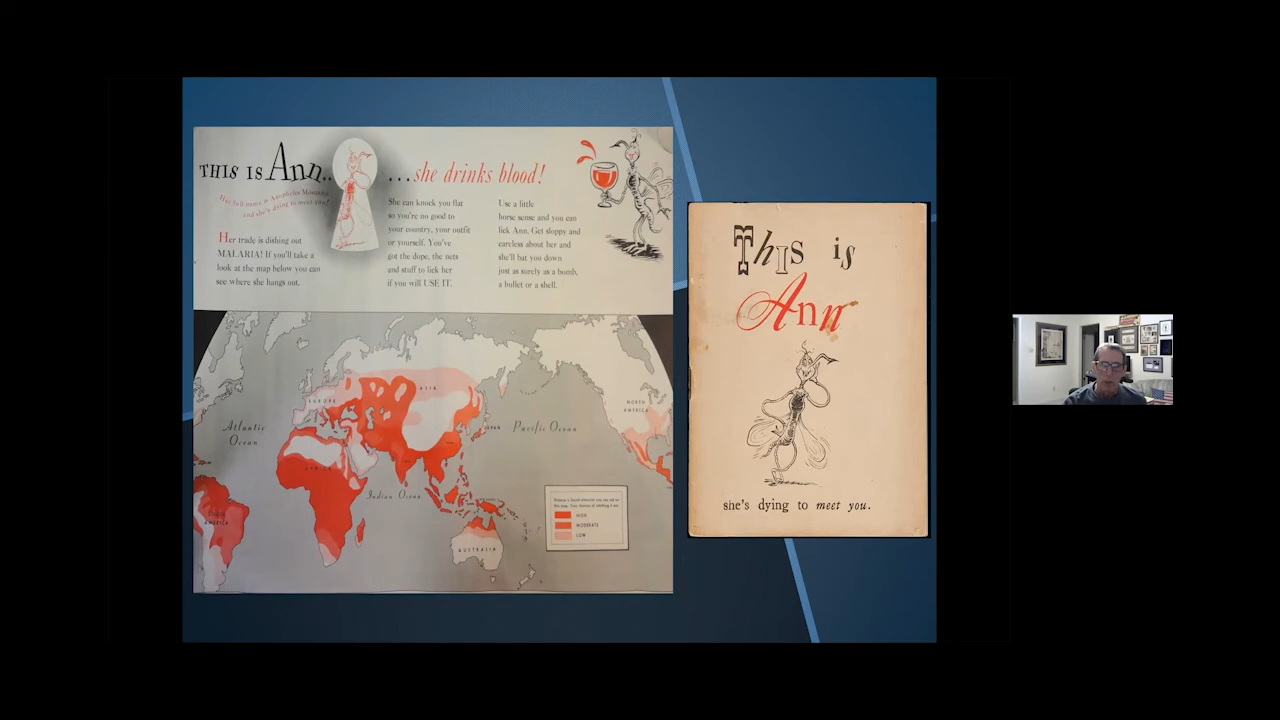 THIS IS Ann..
Her full name is Anopheles Mosquito
and she's dying to meet you!
Her trade is dishing out
MALARIA! If you'll take a
look at the map below you can
see where she hangs out.
...she drinks blood!
She can knock you flat
so you're no good to
your country, your outfit
or yourself. You've
got the dope, the nets
and stuff to lick her
if you will USE IT.
Use a little
horse sense and you can
lick Ann. Get sloppy and
careless about her and
she'll bat you down
just as surely as a bomb,
a bullet or a shell.
EUROPE
ASIA
NORTH
AMERICA
Atlantic
Ocean
JAPAN
Pacific Ocean
AFRICA
Indian Ocean
AMERICA
AUSTRALIA
HIGH
MODERATE
LOW
This is
Ann
she's dying to meet you.